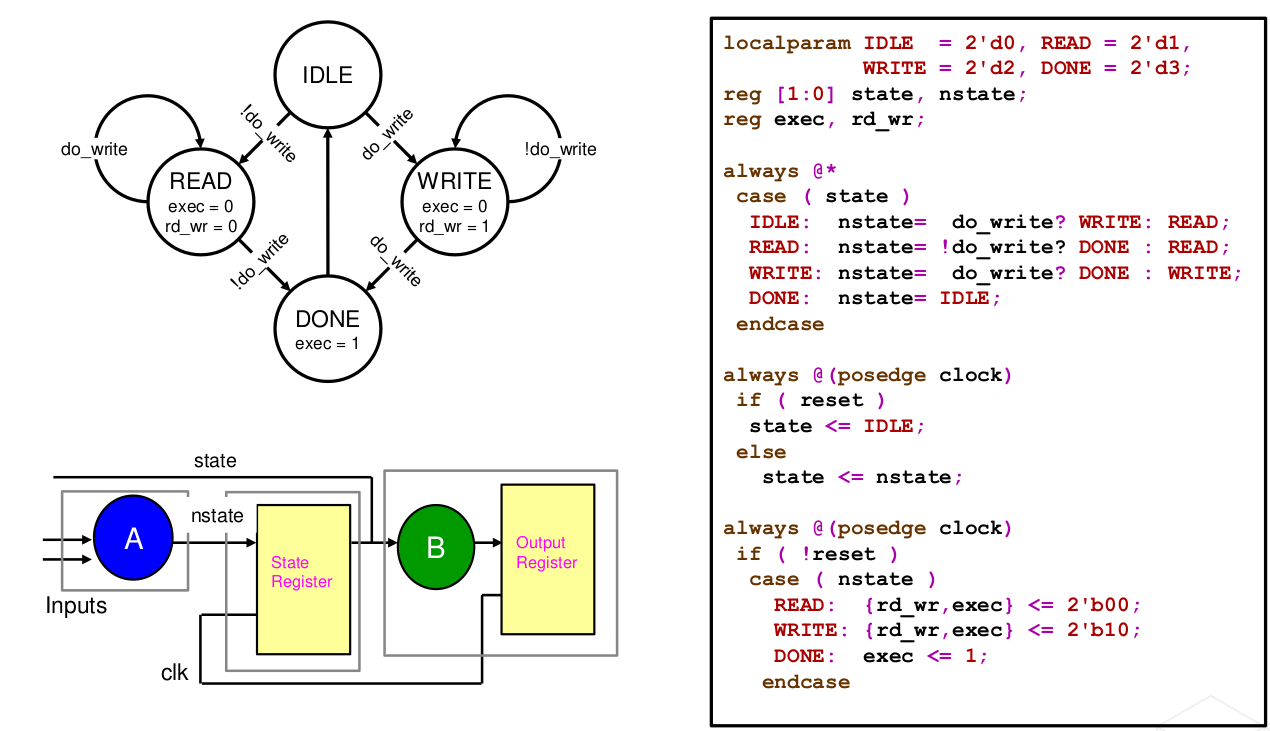 IDLE
!do_write
do_write
do_write
READ
exec = 0
rd_wr = 0
WRITE
exec = 0
rd_wr = 1
!do_write
!do_write
do_write
DONE
exec = 1
state
A
nstate
State
Register
B
Output
Register
Inputs
clk
localparam IDLE  = 2'd0, READ = 2'd1,
WRITE = 2'd2, DONE = 2'd3;
reg [1:0] state, nstate;
reg exec, rd_wr;
always @*
case ( state )
IDLE:  nstate=  do_write? WRITE: READ;
READ:  nstate= !do_write? DONE : READ;
WRITE: nstate=  do_write? DONE : WRITE;
DONE:  nstate= IDLE;
endcase
always @(posedge clock)
if ( reset )
state <= IDLE;
else
state <= nstate;
always @(posedge clock)
if ( !reset )
case ( nstate )
READ:  {rd_wr,exec} <= 2'b00;
WRITE: {rd_wr,exec} <= 2'b10;
DONE:  exec <= 1;
endcase